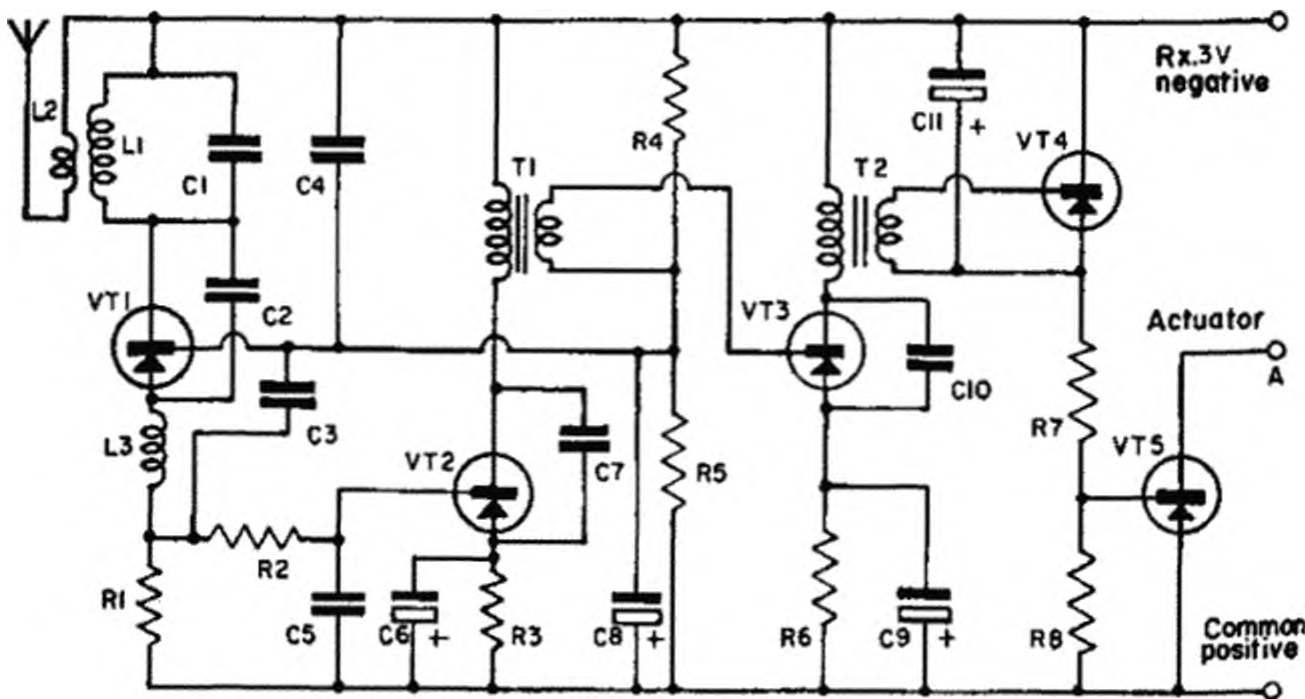 Rx.3V
negative
L2
L1
C1
C4
T1
R4
C11
+
VT4
T2
VT1
C2
VT3
Actuator
A
C10
C3
L3
VT2
C7
R5
R7
VT5
R2
R1
C5
C6
+
R3
C8
+
R6
C9
+
R8
Common
positive